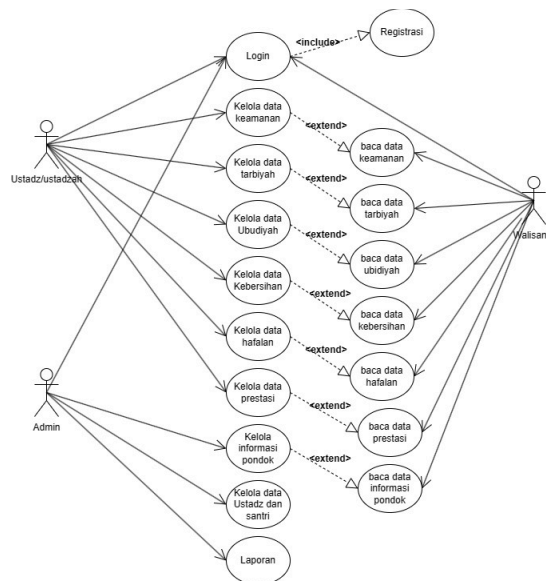 Registrasi
<include>
Login
Kelola data
keamanan
<extend>
baca data
keamanan
Ustadz/ustadzah
Kelola data
tarbiyah
<extend>
baca data
tarbiyah
Walisan
Kelola data
Ubudiyah
<extend>
baca data
ubidiyah
Kelola data
Kebersihan
<extend>
baca data
kebersihan
Kelola data
hafalan
<extend>
baca data
hafalan
Admin
Kelola data
prestasi
<extend>
baca data
prestasi
Kelola
informasi
pondok
<extend>
baca data
informasi
pondok
Kelola data
Ustadz dan
santri
Laporan